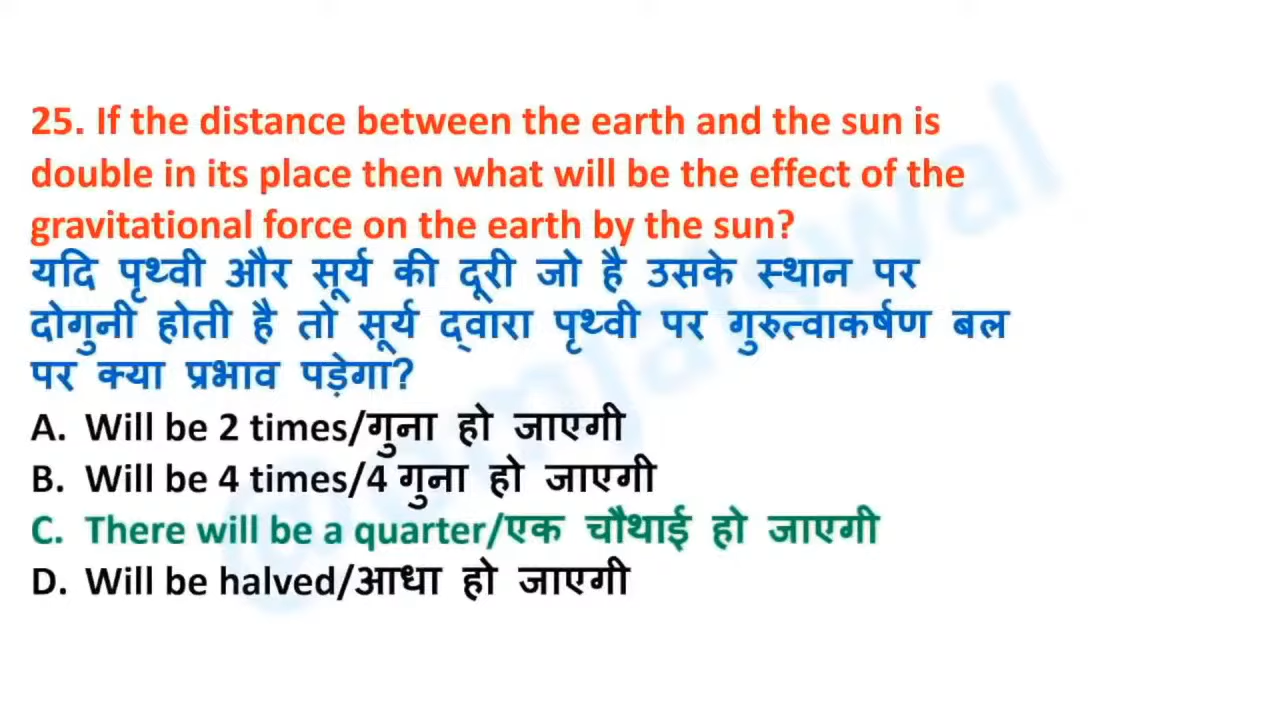 25. If the distance between the earth and the sun is
double in its place then what will be the effect of the
gravitational force on the earth by the sun?
यदि पृथ्वी और सूर्य की दूरी जो है उसके स्थान पर
दोगुनी होती है तो सूर्य द्वारा पृथ्वी पर गुरुत्वाकर्षण बल
पर क्या प्रभाव पड़ेगा?
A. Will be 2 times/गुना हो जाएगी
B. Will be 4 times/4 गुना हो जाएगी
C. There will be a quarter/एक चौथाई हो जाएगी
D. Will be halved/आधा हो जाएगी